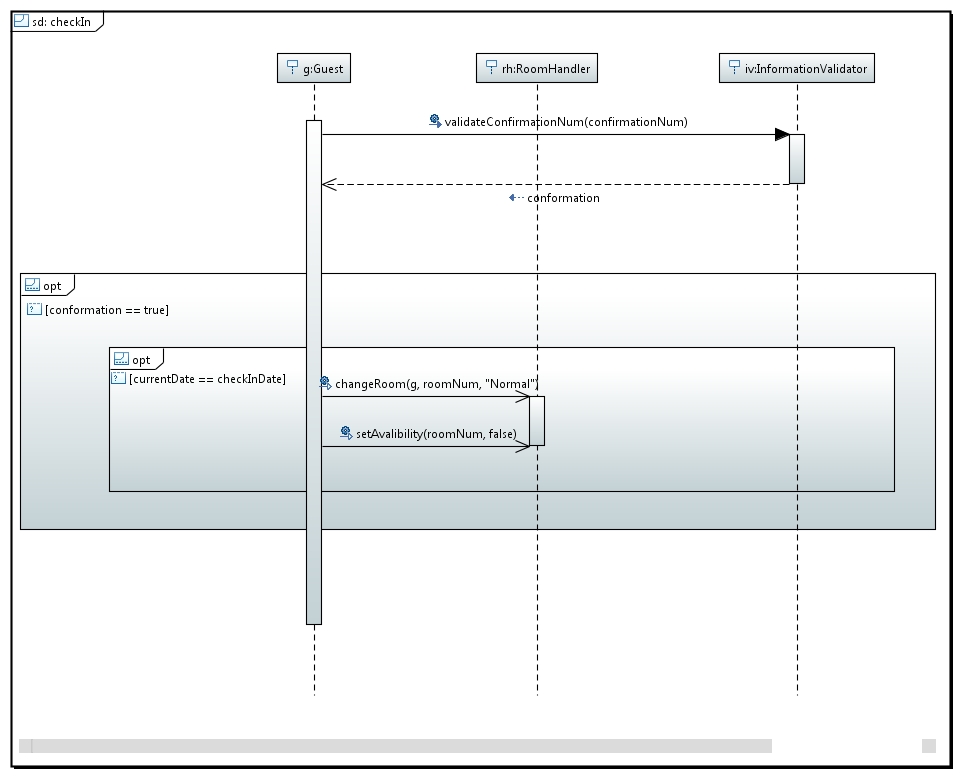 sd: checkIn
g:Guest
rh:RoomHandler
iv:InformationValidator
validateConfirmationNum(confirmationNum)
conformation
opt
[conformation == true]
opt
[currentDate == checkInDate]
changeRoom(g, roomNum, "Normal")
setAvalibility(roomNum, false)